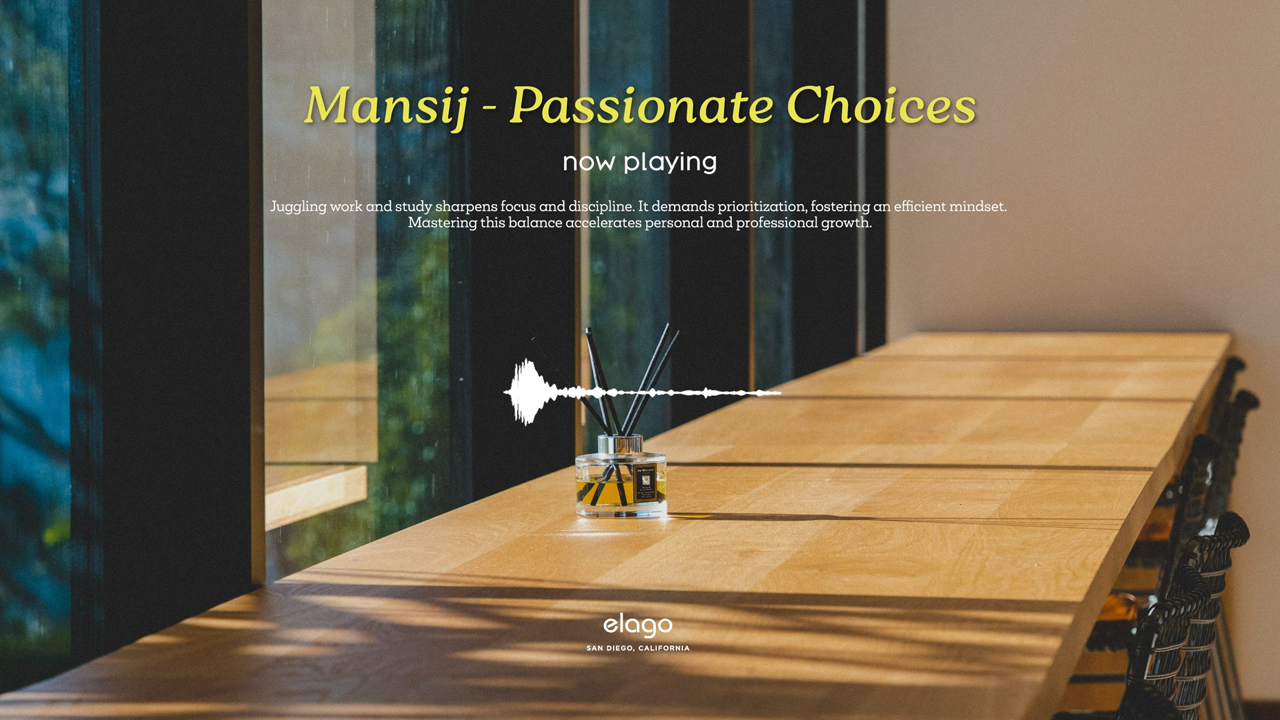 Mansij - Passionate Choices
now playing
Juggling work and study sharpens focus and discipline. It demands prioritization, fostering an efficient mindset.
Mastering this balance accelerates personal and professional growth.
elago
SAN DIEGO, CALIFORNIA